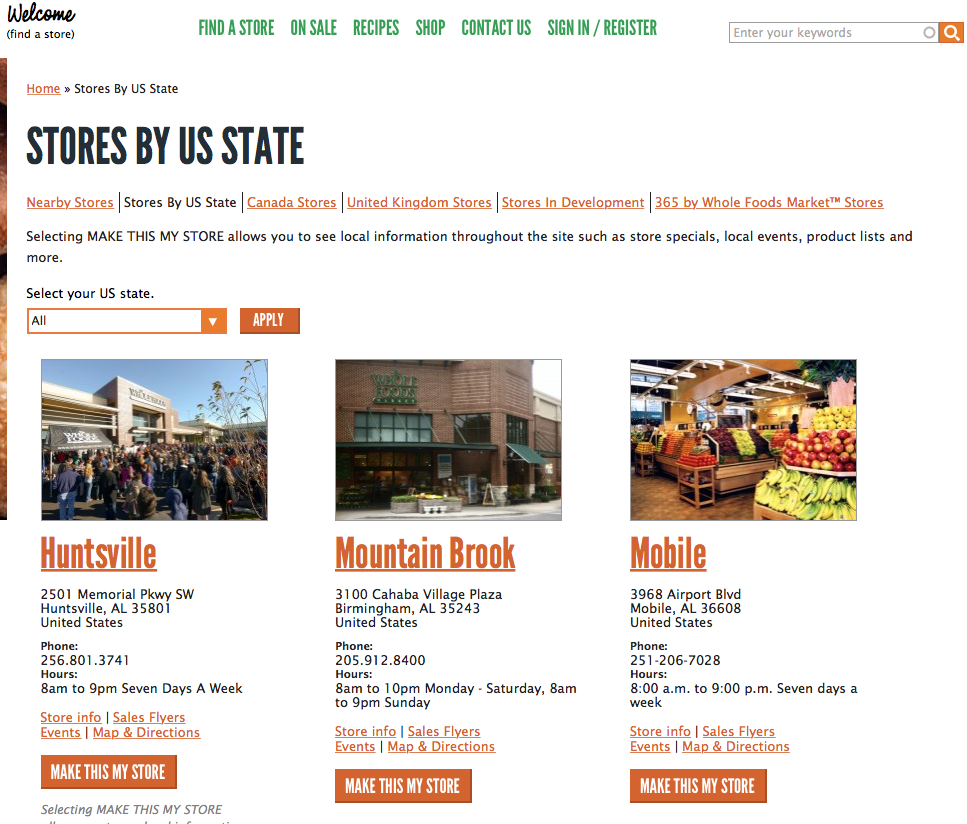 Welcome
(find a store)
FIND A STORE ON SALE RECIPES SHOP CONTACT US SIGN IN / REGISTER
Enter your keywords
Home » Stores By US State
STORES BY US STATE
Nearby Stores | Stores By US State | Canada Stores | United Kingdom Stores | Stores In Development | 365 by Whole Foods Market™ Stores
Selecting MAKE THIS MY STORE allows you to see local information throughout the site such as store specials, local events, product lists and
more.
Select your US state.
All
APPLY
WHOLE FOODS
WHOLE
FOODS
MARKET
Huntsville
2501 Memorial Pkwy SW
Huntsville, AL 35801
United States
Phone:
256.801.3741
Hours:
8am to 9pm Seven Days A Week
Store info | Sales Flyers
Events | Map & Directions
MAKE THIS MY STORE
Selecting MAKE THIS MY STORE
Mountain Brook
3100 Cahaba Village Plaza
Birmingham, AL 35243
United States
Phone:
205.912.8400
Hours:
8am to 10pm Monday - Saturday, 8am
to 9pm Sunday
Store info | Sales Flyers
Events | Map & Directions
MAKE THIS MY STORE
Mobile
3968 Airport Blvd
Mobile, AL 36608
United States
Phone:
251-206-7028
Hours:
8:00 a.m. to 9:00 p.m. Seven days a
week
Store info | Sales Flyers
Events | Map & Directions
MAKE THIS MY STORE